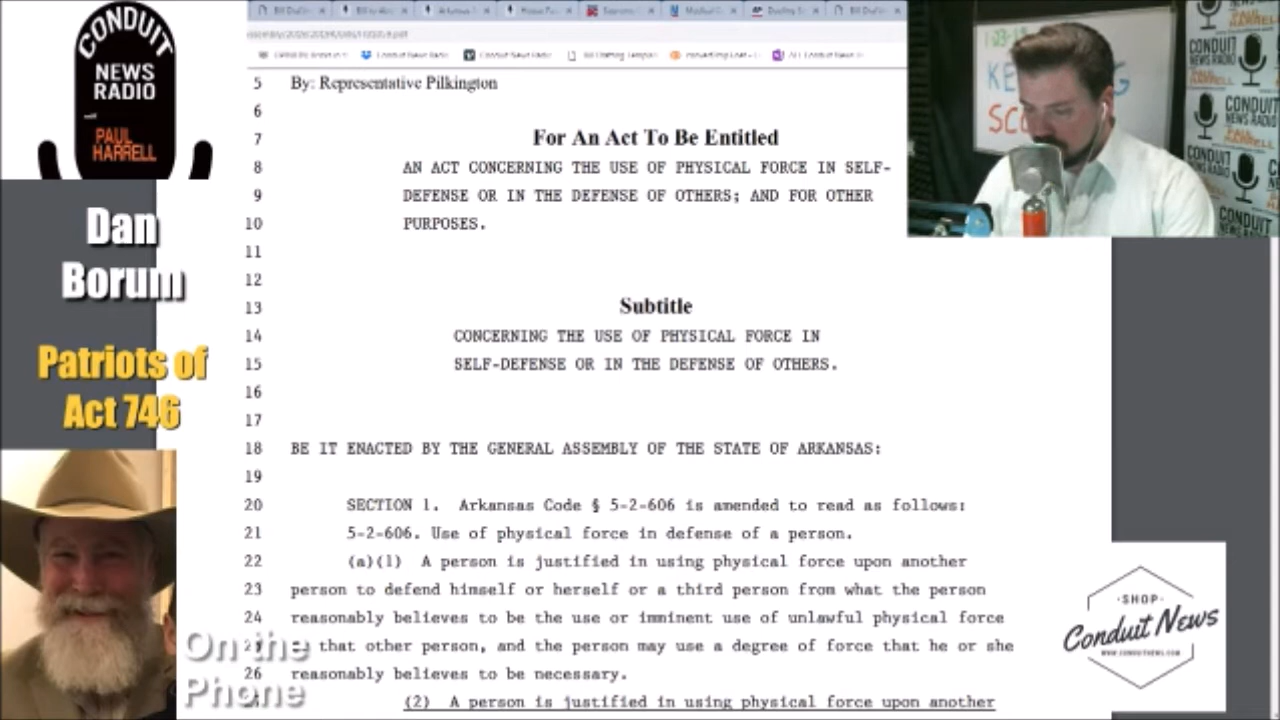 CONDUIT
NEWS
RADIO
PAUL
HARRELL
Dan
Borum
Patriots of
Act 746
On the
Phone
5 By: Representative Pilkington
6
7 For An Act To Be Entitled
8 AN ACT CONCERNING THE USE OF PHYSICAL FORCE IN SELF-
9 DEFENSE OR IN THE DEFENSE OF OTHERS; AND FOR OTHER
10 PURPOSES.
11
12
13 Subtitle
14 CONCERNING THE USE OF PHYSICAL FORCE IN
15 SELF-DEFENSE OR IN THE DEFENSE OF OTHERS.
16
17
18 BE IT ENACTED BY THE GENERAL ASSEMBLY OF THE STATE OF ARKANSAS:
19
20 SECTION 1. Arkansas Code § 5-2-606 is amended to read as follows:
21 5-2-606. Use of physical force in defense of a person.
22 (a)(1) A person is justified in using physical force upon another
23 person to defend himself or herself or a third person from what the person
24 reasonably believes to be the use or imminent use of unlawful physical force
that other person, and the person may use a degree of force that he or she
26 reasonably believes to be necessary.
(2) A person is justified in using physical force upon another
CONDUIT
NEWS RADIO
·SHOP·
Conduit News
WWW.CONDUITNEWS.COM